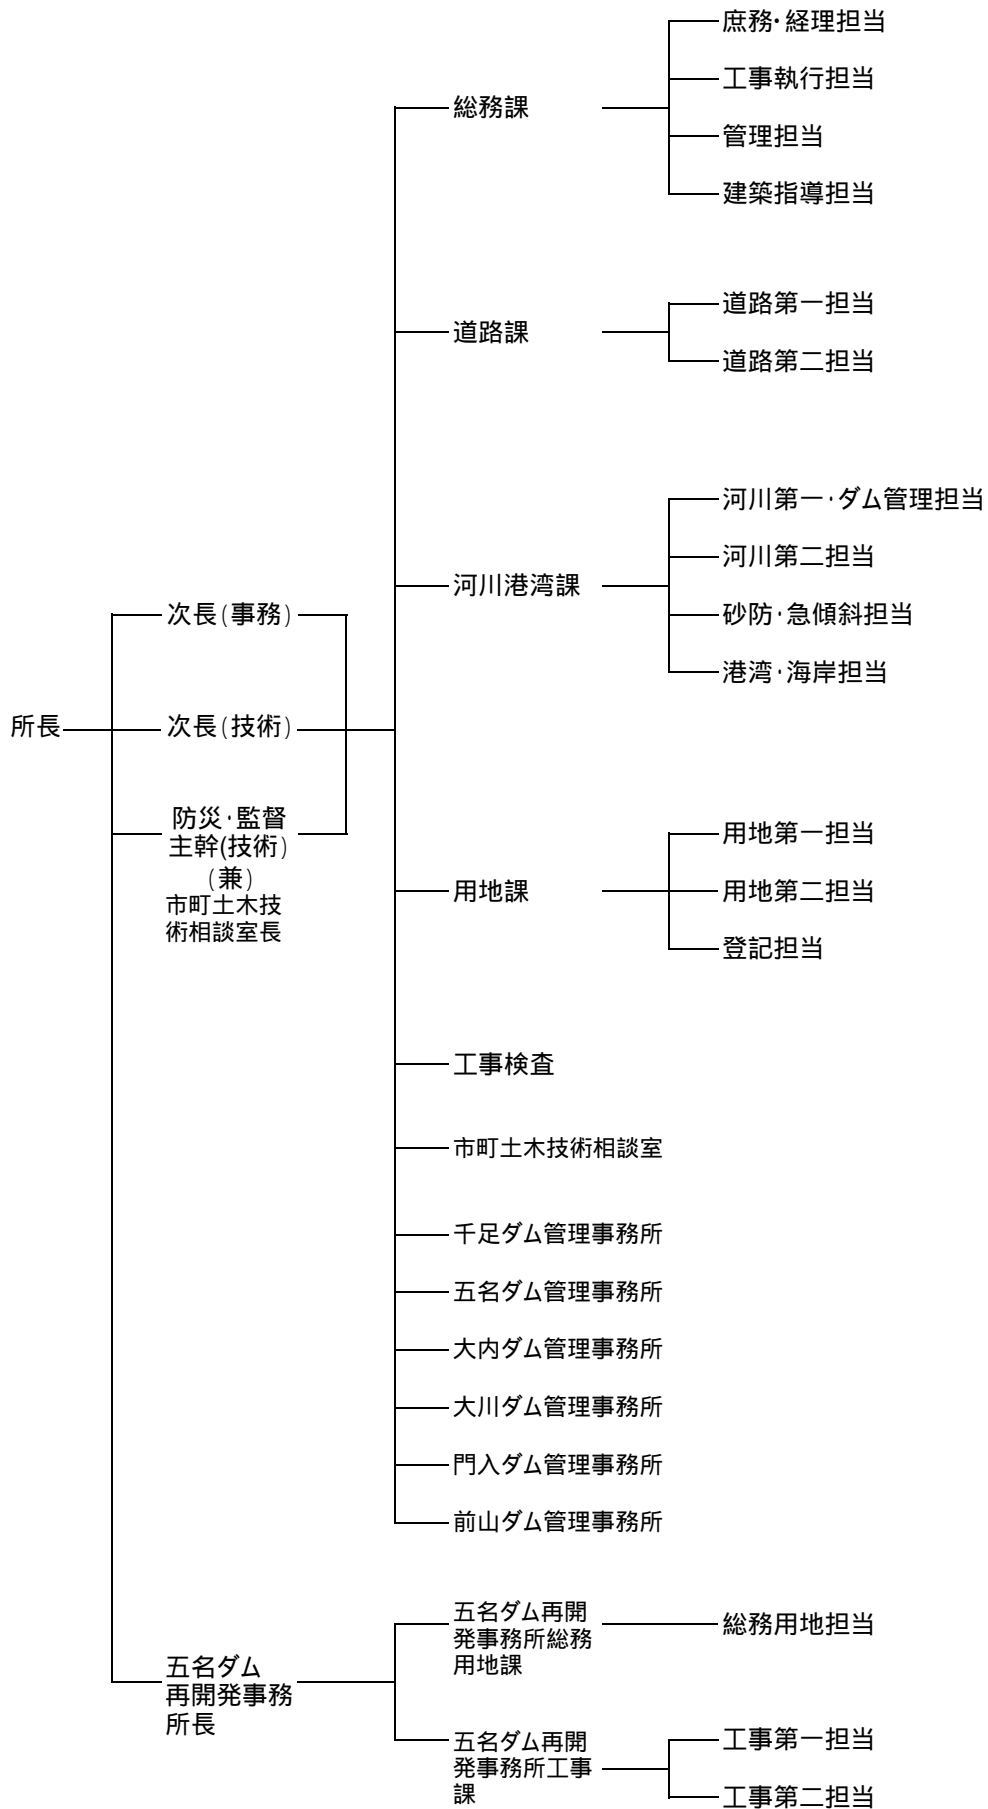 所長
次長(事務)
次長(技術)
防災・監督
主幹(技術)
(兼)
市町土木技
術相談室長
総務課
庶務・経理担当
工事執行担当
管理担当
建築指導担当
道路課
道路第一担当
道路第二担当
河川港湾課
河川第一・ダム管理担当
河川第二担当
砂防・急傾斜担当
港湾・海岸担当
用地課
用地第一担当
用地第二担当
登記担当
工事検査
市町土木技術相談室
千足ダム管理事務所
五名ダム管理事務所
大内ダム管理事務所
大川ダム管理事務所
門入ダム管理事務所
前山ダム管理事務所
五名ダム
再開発事務
所長
五名ダム再開
発事務所総務
用地課
総務用地担当
五名ダム再開
発事務所工事
課
工事第一担当
工事第二担当